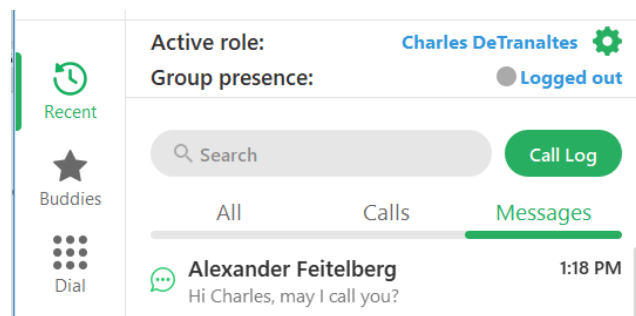 Active role: Charles DeTranaltes
Group presence: Logged out
Recent
Search
Call Log
Buddies
All Calls Messages
Alexander Feitelberg 1:18 PM
Hi Charles, may I call you?
Dial